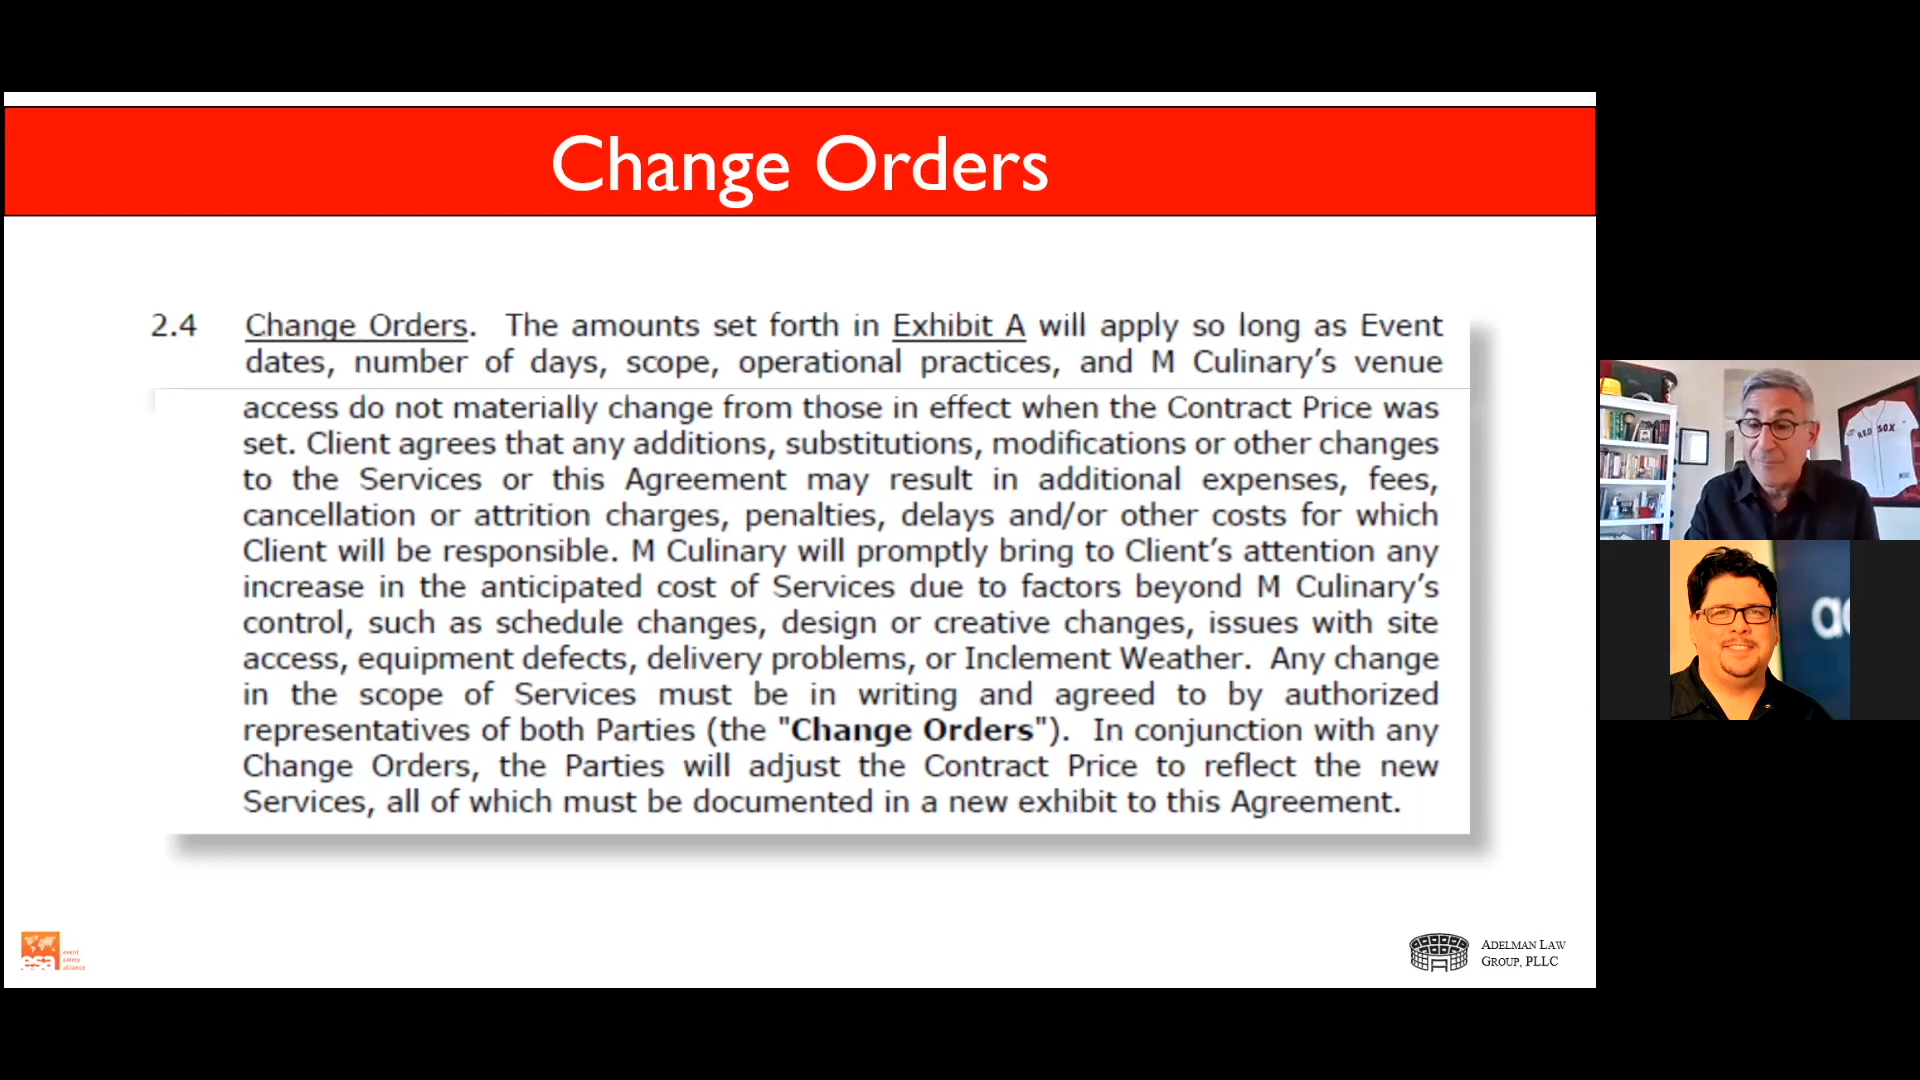 Change Orders
2.4 Change Orders. The amounts set forth in Exhibit A will apply so long as Event
dates, number of days, scope, operational practices, and M Culinary's venue
access do not materially change from those in effect when the Contract Price was
set. Client agrees that any additions, substitutions, modifications or other changes
to the Services or this Agreement may result in additional expenses, fees,
cancellation or attrition charges, penalties, delays and/or other costs for which
Client will be responsible. M Culinary will promptly bring to Client's attention any
increase in the anticipated cost of Services due to factors beyond M Culinary's
control, such as schedule changes, design or creative changes, issues with site
access, equipment defects, delivery problems, or Inclement Weather. Any change
in the scope of Services must be in writing and agreed to by authorized
representatives of both Parties (the "Change Orders"). In conjunction with any
Change Orders, the Parties will adjust the Contract Price to reflect the new
Services, all of which must be documented in a new exhibit to this Agreement.
esa
event
safety
alliance
ADELMAN LAW
GROUP, PLLC
RED SOX